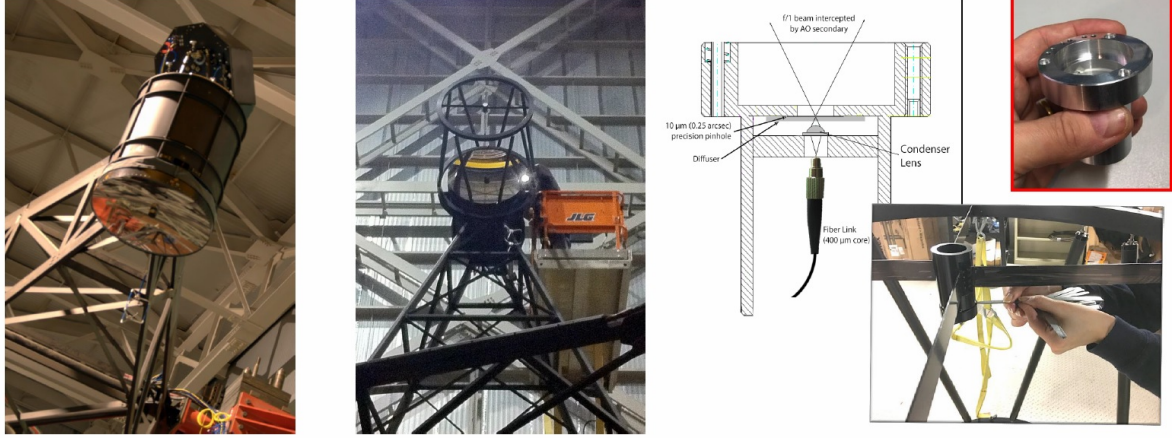 JLG
f/1 beam intercepted
by AO secondary
10 µm (0.25 arcsec)
precision pinhole
Diffuser
Condenser
Lens
Fiber Link
(400 µm core)